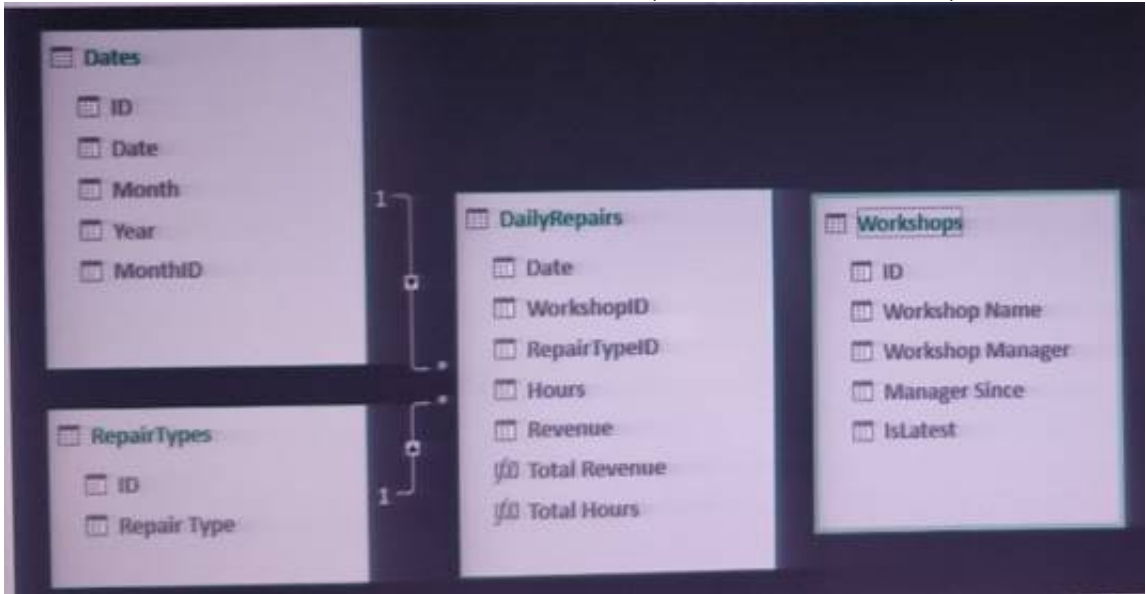 Dates
ID
Date
Month
Year
MonthID
1
*
DailyRepairs
Date
WorkshopID
RepairTypeID
Hours
Revenue
Total Revenue
Total Hours
Workshops
ID
Workshop Name
Workshop Manager
Manager Since
IsLatest
RepairTypes
ID
Repair Type
1
*